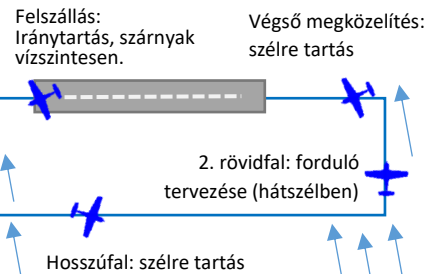 Felszállás:
Iránytartás, szárnyak
vízszintesen.
Végső megközelítés:
szélre tartás
2. rövidfal: forduló
tervezése (hátszélben)
Hosszúfal: szélre tartás